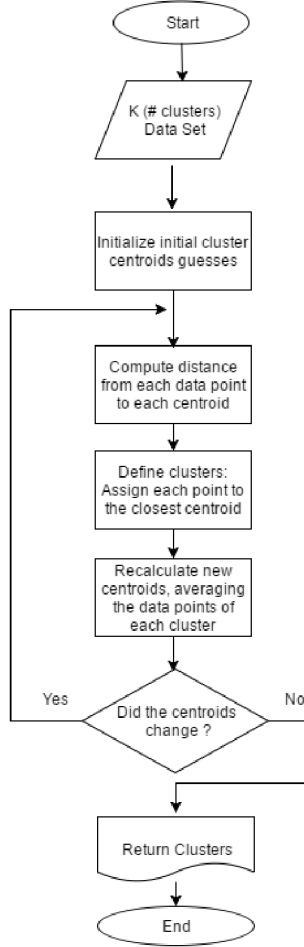 Start
K (# clusters)
Data Set
Initialize initial cluster
centroids guesses
Compute distance
from each data point
to each centroid
Define clusters:
Assign each point to
the closest centroid
Recalculate new
centroids, averaging
the data points of
each cluster
Yes
No
Did the centroids
change ?
Return Clusters
End